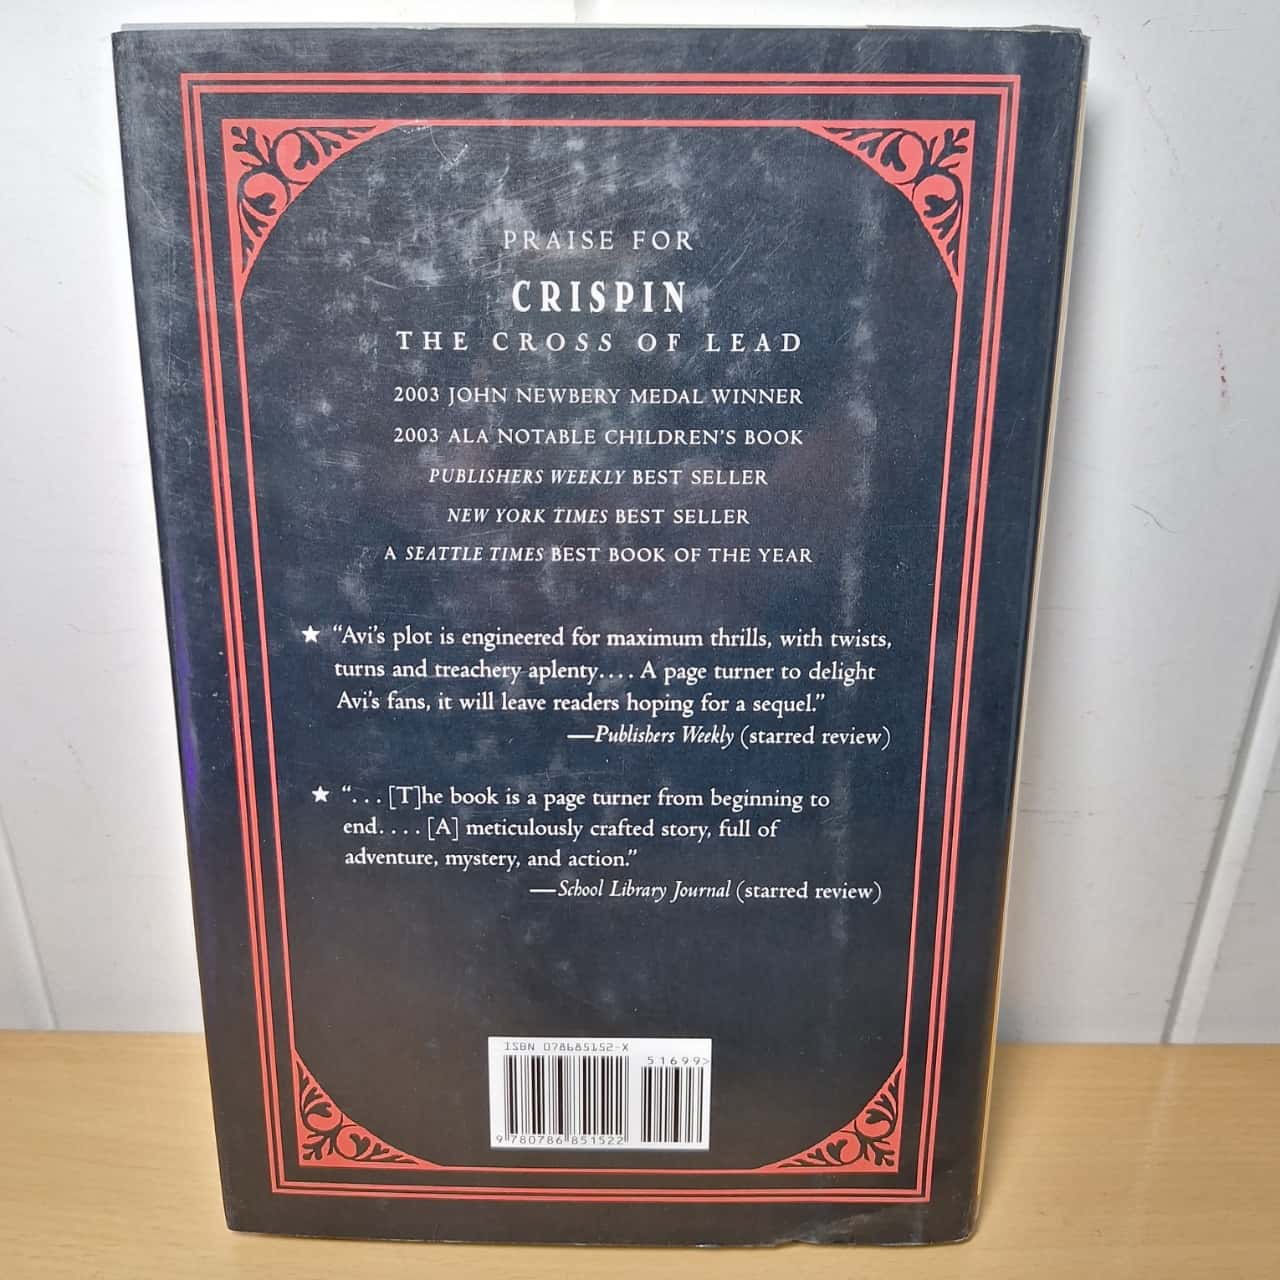 PRAISE FOR
CRISPIN
THE CROSS OF LEAD
2003 JOHN NEWBERY MEDAL WINNER
2003 ALA NOTABLE CHILDREN'S BOOK
PUBLISHERS WEEKLY BEST SELLER
NEW YORK TIMES BEST SELLER
A SEATTLE TIMES BEST BOOK OF THE YEAR
★ “Avi's plot is engineered for maximum thrills, with twists,
turns and treachery aplenty.... A page turner to delight
Avi's fans, it will leave readers hoping for a sequel.”
—Publishers Weekly (starred review)
★ “. . . [T]he book is a page turner from beginning to
end. . . . [A] meticulously crafted story, full of
adventure, mystery, and action.”
—School Library Journal (starred review)
ISBN 078685152-X
51699>
9 780786 851522